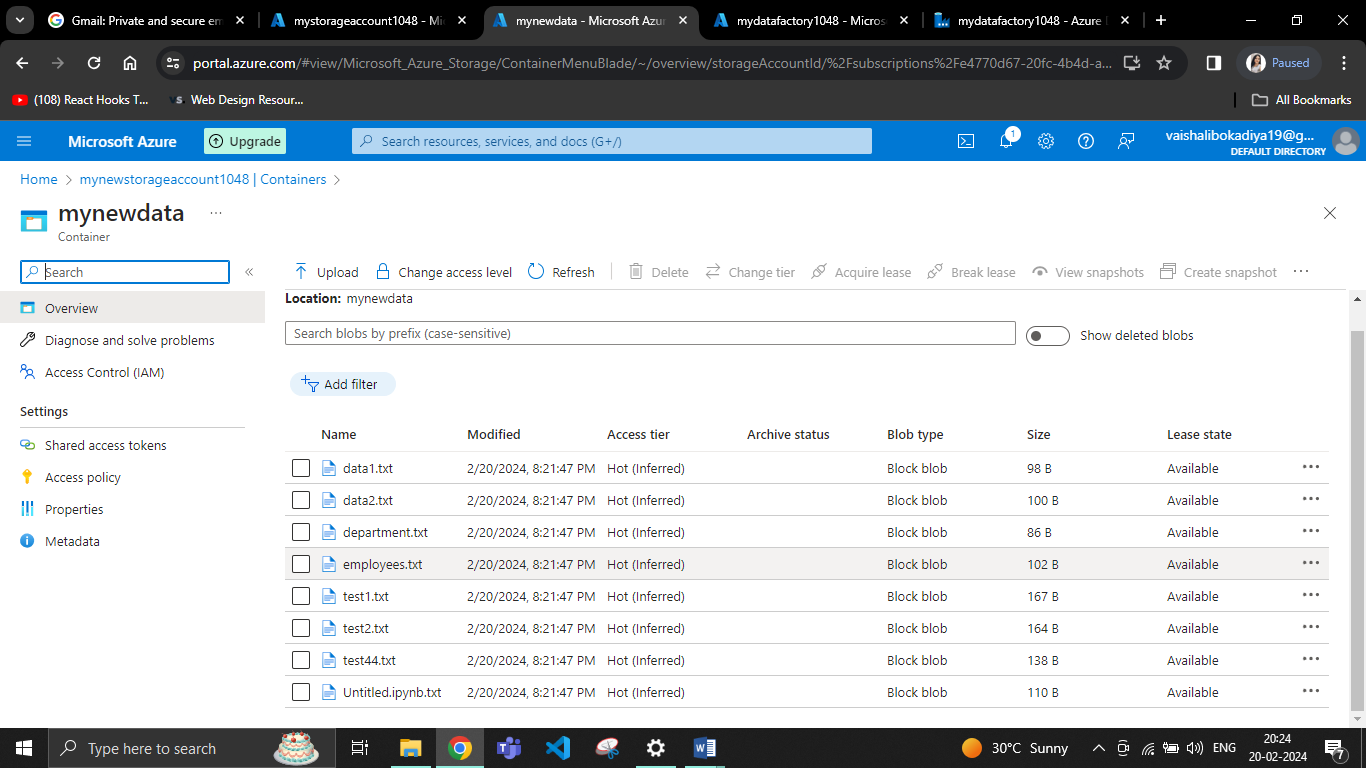 Gmail: Private and secure em
mystorageaccount1048 - Mi
mynewdata - Microsoft Azur
mydatafactory1048 - Micros
mydatafactory1048 - Azure
portal.azure.com/#view/Microsoft_Azure_Storage/ContainerMenuBlade/~/overview/storageAccountId/%2Fsubscriptions%2Fe4770d67-20fc-4b4d-a...
Paused
(108) React Hooks T...
Web Design Resour...
All Bookmarks
Microsoft Azure
Upgrade
Search resources, services, and docs (G+/)
1
vaishalibokadiya19@g...
DEFAULT DIRECTORY
Home > mynewstorageaccount1048 | Containers >
mynewdata ...
Container
Search
«
Upload Change access level Refresh Delete Change tier Acquire lease Break lease View snapshots Create snapshot ...
Overview
Diagnose and solve problems
Access Control (IAM)
Settings
Shared access tokens
Access policy
Properties
Metadata
Location: mynewdata
Search blobs by prefix (case-sensitive)
Show deleted blobs
Add filter
Name Modified Access tier Archive status Blob type Size Lease state
data1.txt 2/20/2024, 8:21:47 PM Hot (Inferred) Block blob 98 B Available ...
data2.txt 2/20/2024, 8:21:47 PM Hot (Inferred) Block blob 100 B Available ...
department.txt 2/20/2024, 8:21:47 PM Hot (Inferred) Block blob 86 B Available ...
employees.txt 2/20/2024, 8:21:47 PM Hot (Inferred) Block blob 102 B Available ...
test1.txt 2/20/2024, 8:21:47 PM Hot (Inferred) Block blob 167 B Available ...
test2.txt 2/20/2024, 8:21:47 PM Hot (Inferred) Block blob 164 B Available ...
test44.txt 2/20/2024, 8:21:47 PM Hot (Inferred) Block blob 138 B Available ...
Untitled.ipynb.txt 2/20/2024, 8:21:47 PM Hot (Inferred) Block blob 110 B Available ...
Type here to search
30°C Sunny
ENG
20:24
20-02-2024
7